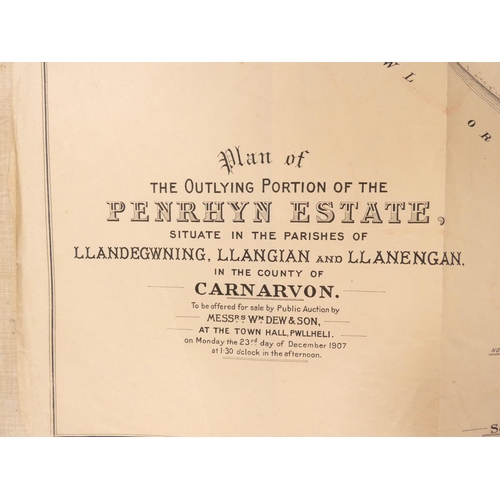 Plan of
THE OUTLYING PORTION OF THE
PENRHYN ESTATE,
SITUATE IN THE PARISHES OF
LLANDEGWNING, LLANGIAN AND LLANENGAN.
IN THE COUNTY OF
CARNARVON.
To be offered for sale by Public Auction by
MESSRS WM DEW & SON,
AT THE TOWN HALL, PWLLHELI.
on Monday the 23rd day of December 1907
at 1·30 o'clock in the afternoon.
W L
OR